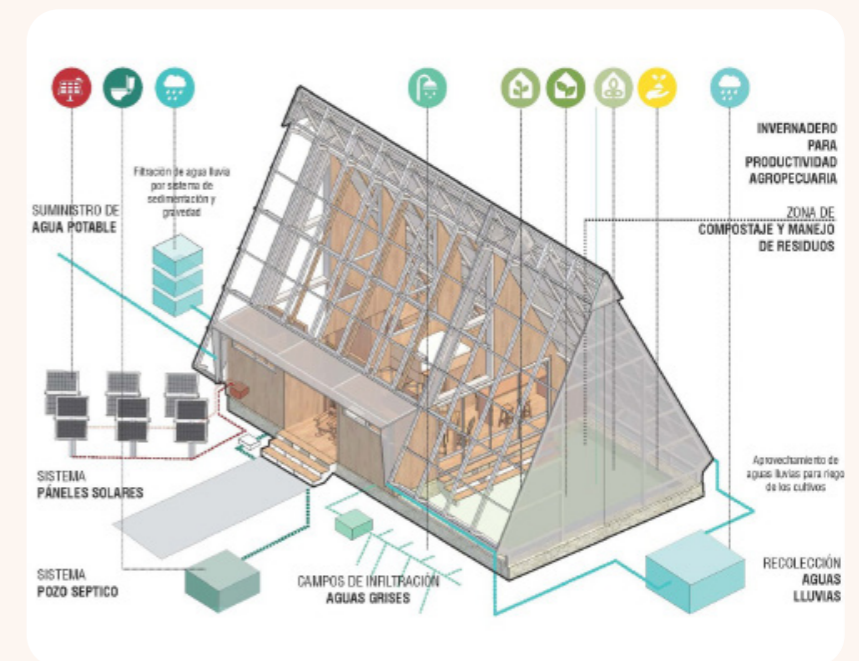 Filtración de agua lluvia
por sistema de
sedimentación y
gravedad
SUMINISTRO DE
AGUA POTABLE
INVERNADERO
PARA
PRODUCTIVIDAD
AGROPECUARIA
ZONA DE
COMPOSTAJE Y MANEJO
DE RESIDUOS
SISTEMA
PÁNELES SOLARES
SISTEMA
POZO SEPTICO
CAMPOS DE INFILTRACIÓN
AGUAS GRISES
Aprovechamiento de
aguas lluvias para riego
de los cultivos
RECOLECCIÓN
AGUAS
LLUVIAS